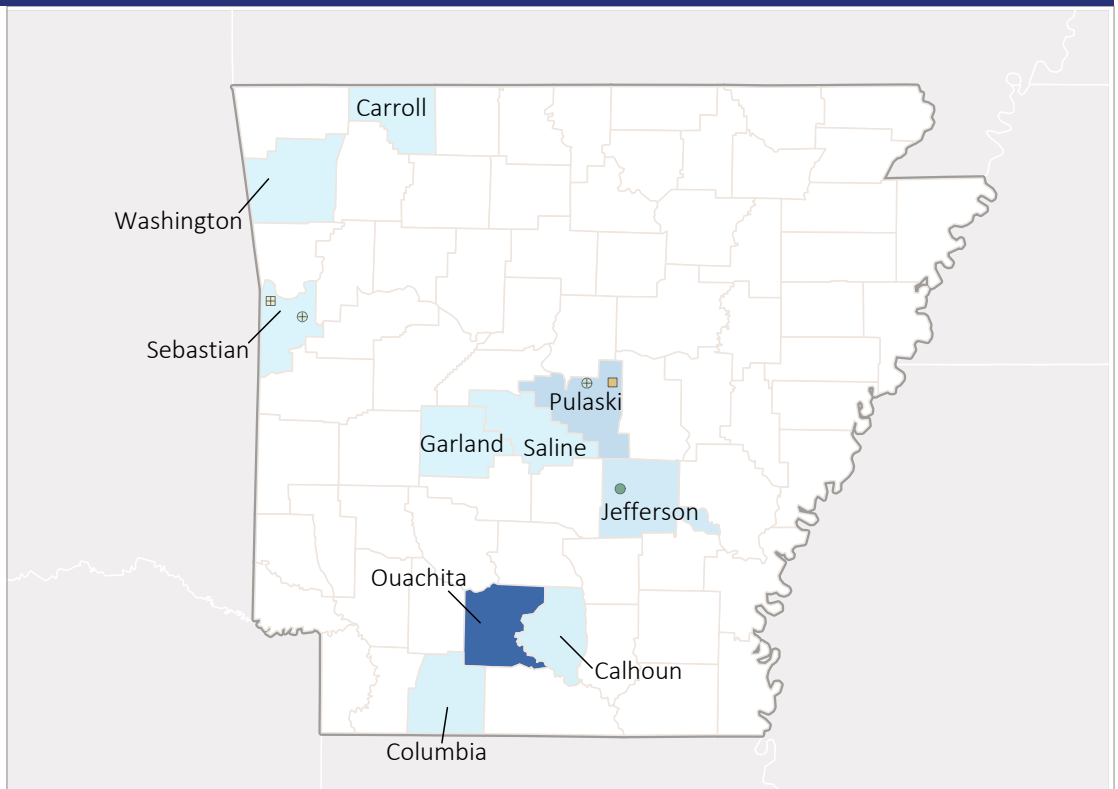 Carroll
Washington
Sebastian
Pulaski
Garland
Saline
Jefferson
Ouachita
Calhoun
Columbia